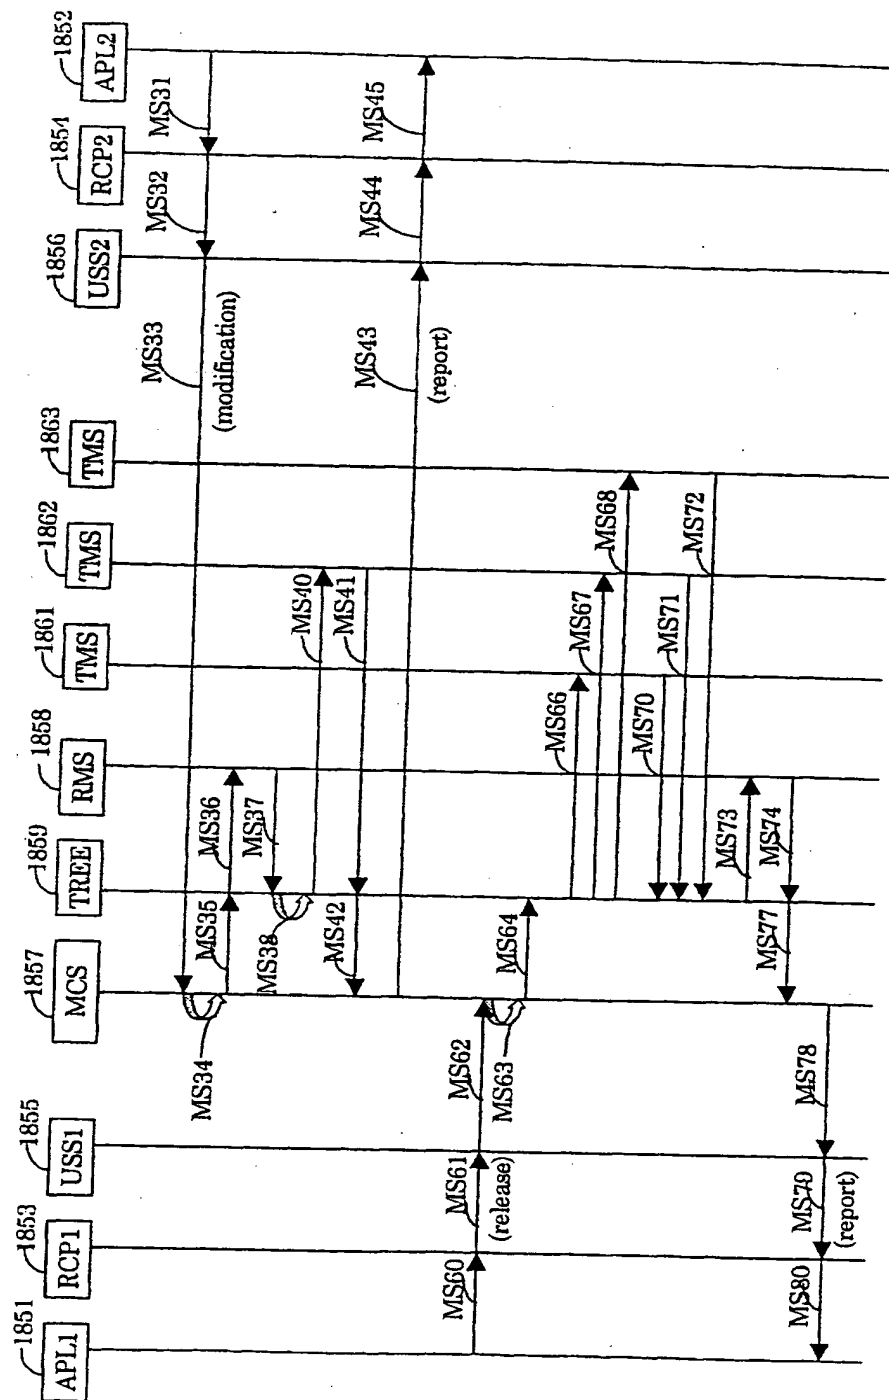 1851
APL1
1853
RCP1
1855
USS1
1857
MCS
1859
TREE
1858
RMS
1861
TMS
1862
TMS
1863
TMS
1856
USS2
1854
RCP2
1852
APL2
MS31
MS32
MS33
(modification)
MS34
MS35
MS36
MS37
MS38
MS40
MS41
MS42
MS43
(report)
MS44
MS45
MS60
MS61
(release)
MS62
MS63
MS64
MS66
MS67
MS68
MS70
MS71
MS72
MS73
MS74
MS77
MS78
MS79
(report)
MS80